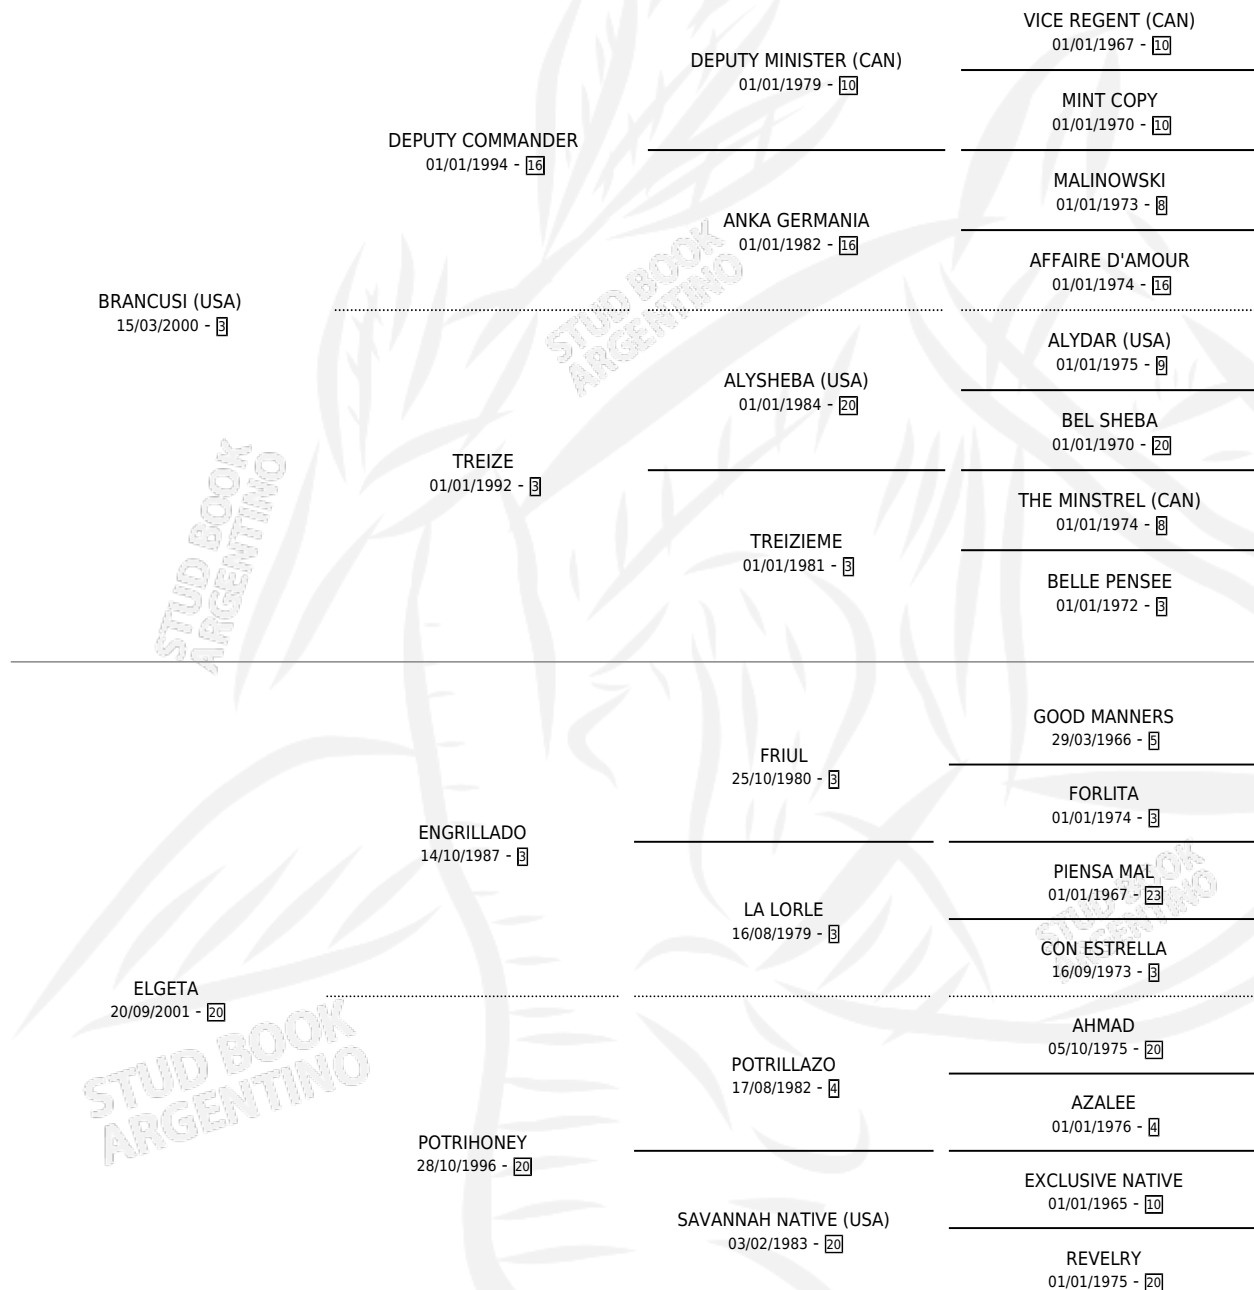 VICE REGENT (CAN)
01/01/1967 - 10
DEPUTY MINISTER (CAN)
01/01/1979 - 10
MINT COPY
01/01/1970 - 10
DEPUTY COMMANDER
01/01/1994 - 16
MALINOWSKI
01/01/1973 - 8
ANKA GERMANIA
01/01/1982 - 16
AFFAIRE D'AMOUR
01/01/1974 - 16
BRANCUSI (USA)
15/03/2000 - 3
ALYDAR (USA)
01/01/1975 - 9
ALYSHEBA (USA)
01/01/1984 - 20
BEL SHEBA
01/01/1970 - 20
TREIZE
01/01/1992 - 3
THE MINSTREL (CAN)
01/01/1974 - 8
TREIZIEME
01/01/1981 - 3
BELLE PENSEE
01/01/1972 - 3
GOOD MANNERS
29/03/1966 - 5
FRIUL
25/10/1980 - 3
FORLITA
01/01/1974 - 3
ENGRILLADO
14/10/1987 - 3
PIENSA MAL
01/01/1967 - 23
LA LORLE
16/08/1979 - 3
CON ESTRELLA
16/09/1973 - 3
ELGETA
20/09/2001 - 20
AHMAD
05/10/1975 - 20
POTRILLAZO
17/08/1982 - 4
AZALEE
01/01/1976 - 4
POTRIHONEY
28/10/1996 - 20
EXCLUSIVE NATIVE
01/01/1965 - 10
SAVANNAH NATIVE (USA)
03/02/1983 - 20
REVELRY
01/01/1975 - 20
STUD BOOK
ARGENTINO
STUD BOOK
ARGENTINO
STUD BOOK
ARGENTINO
STUD BOOK
ARGENTINO